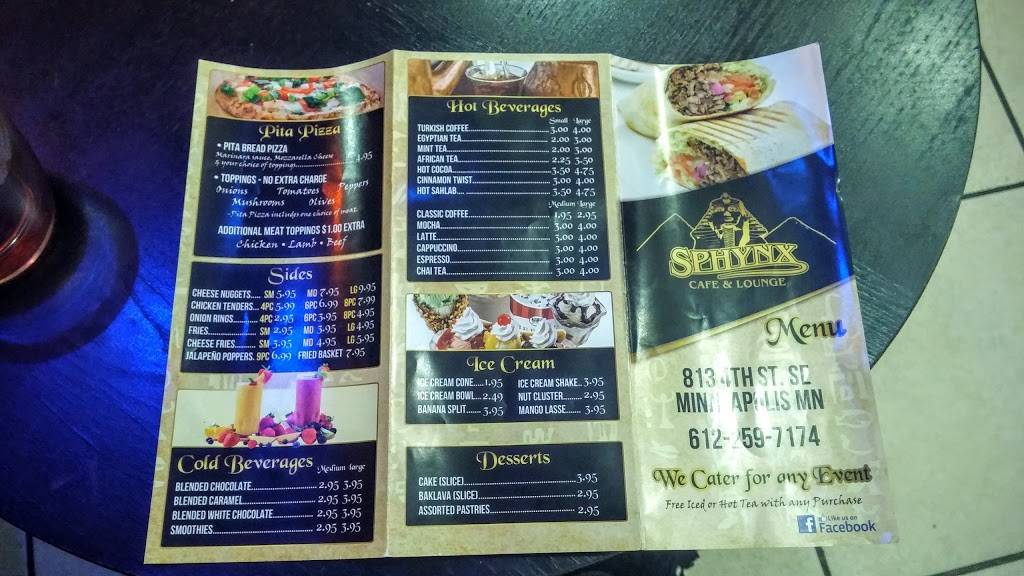 Pita Pizza
• PITA BREAD PIZZA
Marinara sauce, Mozzarella Cheese
& your choice of toppings 4.95
• TOPPINGS - NO EXTRA CHARGE
Onions Tomatoes Peppers
Mushrooms Olives
-Pita Pizza includes one choice of meat
ADDITIONAL MEAT TOPPINGS $1.00 EXTRA
Chicken • Lamb • Beef
Sides
CHEESE NUGGETS..... SM 5.95 MD 7.95 LG 9.95
CHICKEN TENDERS... 4PC 5.99 6PC 6.99 8PC 7.99
ONION RINGS.......... 4PC 2.95 6PC 3.95 8PC 4.95
FRIES.......... SM 2.95 MD 3.95 LG 4.95
CHEESE FRIES.......... SM 3.95 MD 4.95 LG 5.95
JALAPEÑO POPPERS. 9PC 6.99 FRIED BASKET 7.95
Cold Beverages Medium large
BLENDED CHOCOLATE.......... 2.95 3.95
BLENDED CARAMEL.......... 2.95 3.95
BLENDED WHITE CHOCOLATE.......... 2.95 3.95
SMOOTHIES.......... 2.95 3.95
Hot Beverages
Small Large
TURKISH COFFEE.......... 3.00 4.00
EGYPTIAN TEA.......... 2.00 3.00
MINT TEA.......... 2.00 3.00
AFRICAN TEA.......... 2.25 3.50
HOT COCOA.......... 3.50 4.75
CINNAMON TWIST.......... 3.00 4.00
HOT SAHLAB.......... 3.50 4.75
Medium Large
CLASSIC COFFEE.......... 1.95 2.95
MOCHA.......... 3.00 4.00
LATTE.......... 3.00 4.00
CAPPUCCINO.......... 3.00 4.00
ESPRESSO.......... 3.00 4.00
CHAI TEA.......... 3.00 4.00
Ice Cream
ICE CREAM CONE.....1.95 ICE CREAM SHAKE..3.95
ICE CREAM BOWL...2.49 NUT CLUSTER.......2.95
BANANA SPLIT.......3.95 MANGO LASSE.......3.95
Desserts
CAKE (SLICE)..........3.95
BAKLAVA (SLICE)..........2.95
ASSORTED PASTRIES..........2.95
SPHYNX
CAFE & LOUNGE
Menu
813 4TH ST. SE
MINNEAPOLIS MN
612-259-7174
We Cater for any Event
Free Iced or Hot Tea with any Purchase
f Like us on
Facebook